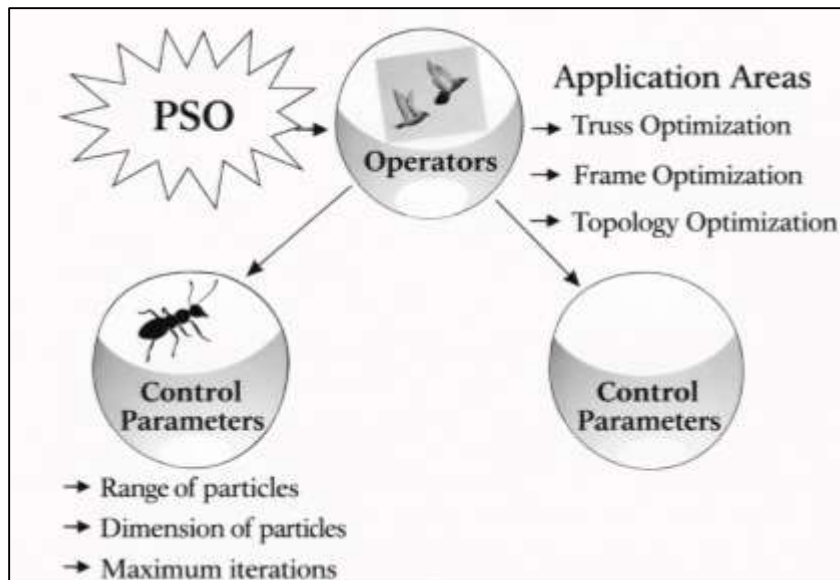 PSO
Operators
Application Areas
Truss Optimization
Frame Optimization
Topology Optimization
Control
Parameters
Range of particles
Dimension of particles
Maximum iterations
Control
Parameters